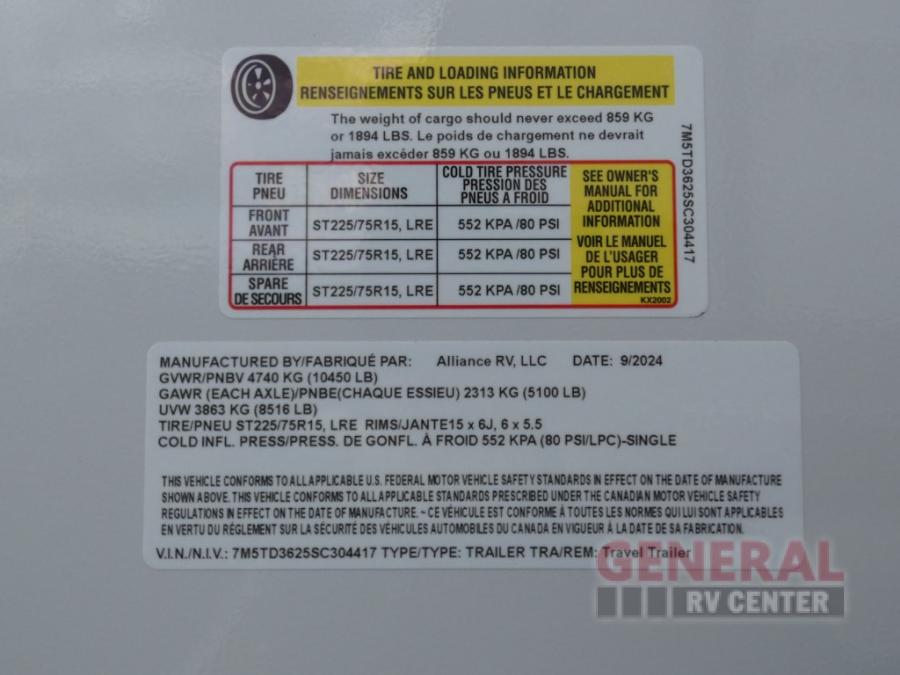 TIRE AND LOADING INFORMATION
RENSEIGNEMENTS SUR LES PNEUS ET LE CHARGEMENT
The weight of cargo should never exceed 859 KG
or 1894 LBS. Le poids de chargement ne devrait
jamais excéder 859 KG ou 1894 LBS.
TIRE
PNEU
SIZE
DIMENSIONS
COLD TIRE PRESSURE
PRESSION DES
PNEUS A FROID
FRONT
AVANT
ST225/75R15, LRE
552 KPA /80 PSI
REAR
ARRIÈRE
ST225/75R15, LRE
552 KPA /80 PSI
SPARE
DE SECOURS
ST225/75R15, LRE
552 KPA /80 PSI
SEE OWNER'S
MANUAL FOR
ADDITIONAL
INFORMATION
VOIR LE MANUEL
DE L'USAGER
POUR PLUS DE
RENSEIGNEMENTS
KX2002
7M5TD3625SC304417
MANUFACTURED BY/FABRIQUÉ PAR: Alliance RV, LLC DATE: 9/2024
GVWR/PNBV 4740 KG (10450 LB)
GAWR (EACH AXLE)/PNBE(CHAQUE ESSIEU) 2313 KG (5100 LB)
UVW 3863 KG (8516 LB)
TIRE/PNEU ST225/75R15, LRE RIMS/JANTE15 x 6J, 6 x 5.5
COLD INFL. PRESS/PRESS. DE GONFL. À FROID 552 KPA (80 PSI/LPC)-SINGLE
THIS VEHICLE CONFORMS TO ALL APPLICABLE U.S. FEDERAL MOTOR VEHICLE SAFETY STANDARDS IN EFFECT ON THE DATE OF MANUFACTURE
SHOWN ABOVE. THIS VEHICLE CONFORMS TO ALL APPLICABLE STANDARDS PRESCRIBED UNDER THE CANADIAN MOTOR VEHICLE SAFETY
REGULATIONS IN EFFECT ON THE DATE OF MANUFACTURE. ~ CE VÉHICULE EST CONFORME À TOUTES LES NORMES QUI LUI SONT APPLICABLES
EN VERTU DU RÉGLEMENT SUR LA SÉCURITÉ DES VÉHICULES AUTOMOBILES DU CANADA EN VIGUEUR À LA DATE DE SA FABRICATION.
V.I.N./N.I.V.: 7M5TD3625SC304417 TYPE/TYPE: TRAILER TRA/REM: Travel Trailer
GENERAL
RV CENTER